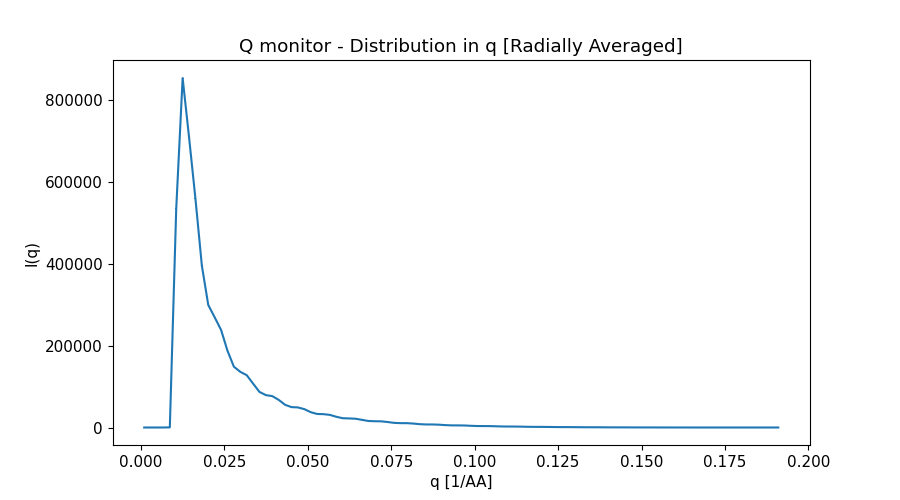 Q monitor - Distribution in q [Radially Averaged]
800000
600000
400000
200000
0
I(q)
0.000 0.025 0.050 0.075 0.100 0.125 0.150 0.175 0.200
q [1/AA]